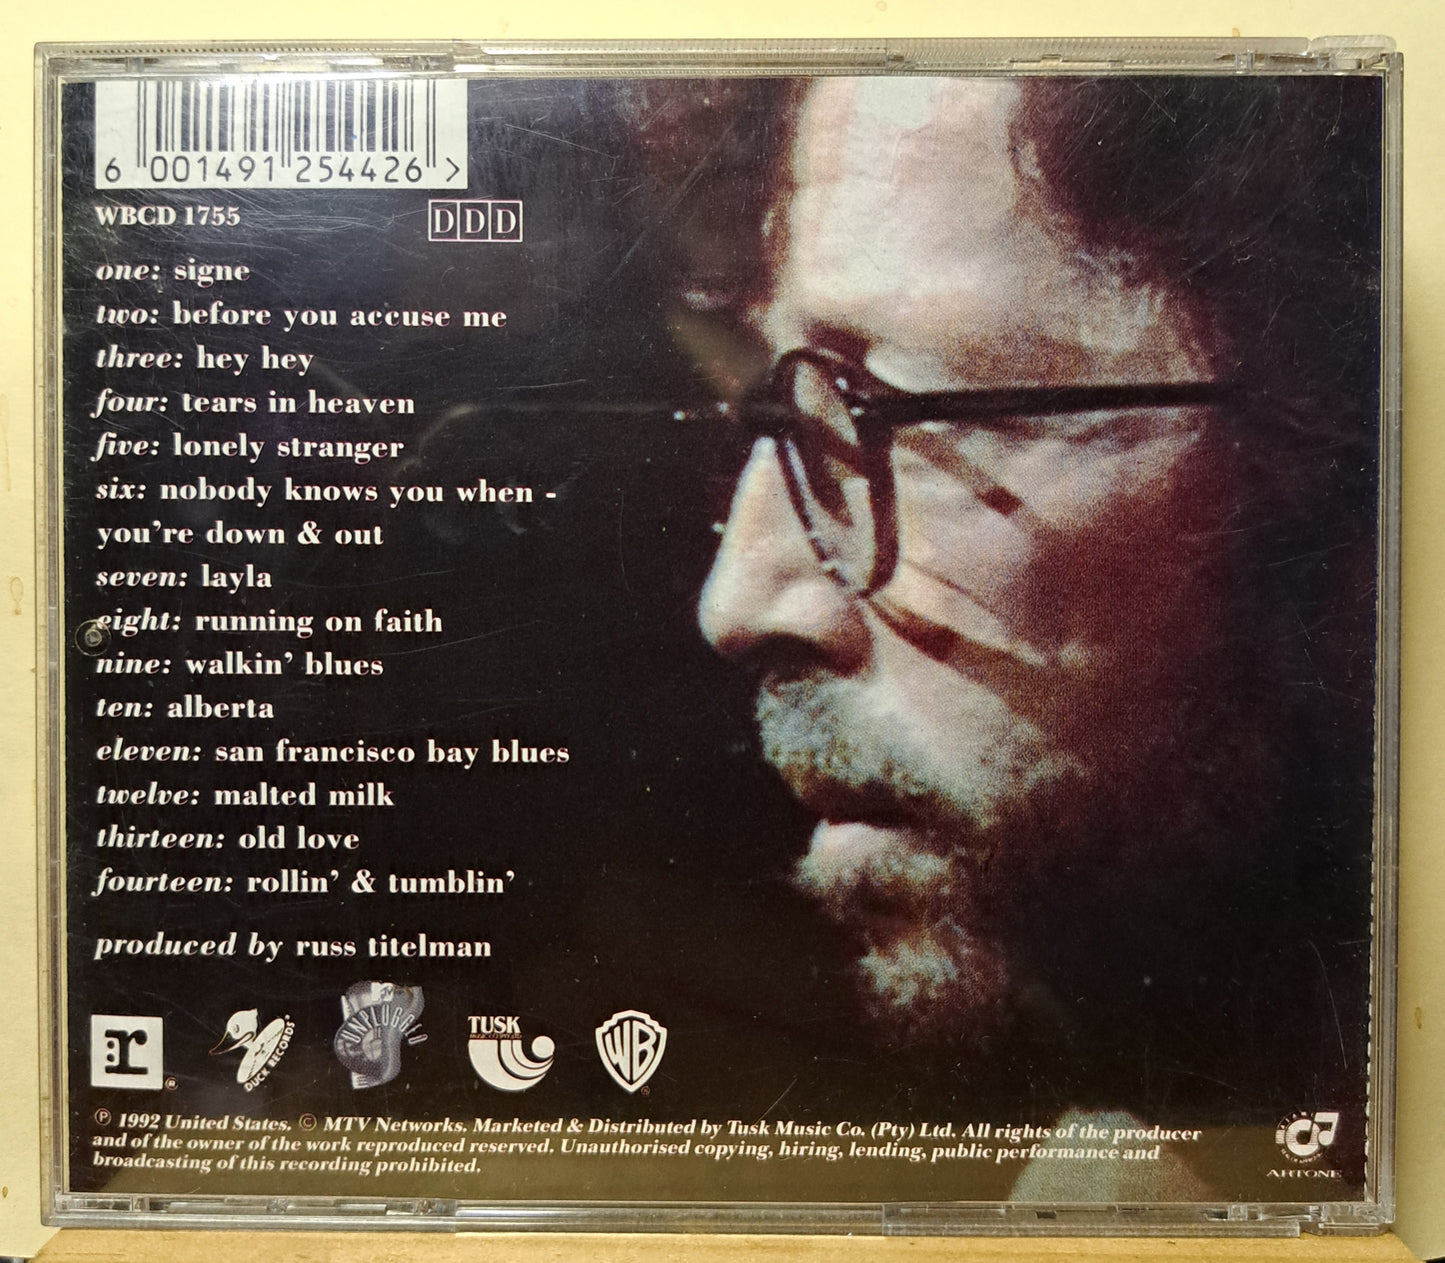 6 001491 254426 >
WBCD 1755
DDD
one: signe
two: before you accuse me
three: hey hey
four: tears in heaven
five: lonely stranger
six: nobody knows you when -
you're down & out
seven: layla
eight: running on faith
nine: walkin' blues
ten: alberta
eleven: san francisco bay blues
twelve: malted milk
thirteen: old love
fourteen: rollin' & tumblin'
produced by russ titelman
r ®
DUCK RECORDS
UNPLUGGED
TUSK
WB
℗ 1992 United States. © MTV Networks. Marketed & Distributed by Tusk Music Co. (Pty) Ltd. All rights of the producer
and of the owner of the work reproduced reserved. Unauthorised copying, hiring, lending, public performance and
broadcasting of this recording prohibited.
ARTONE